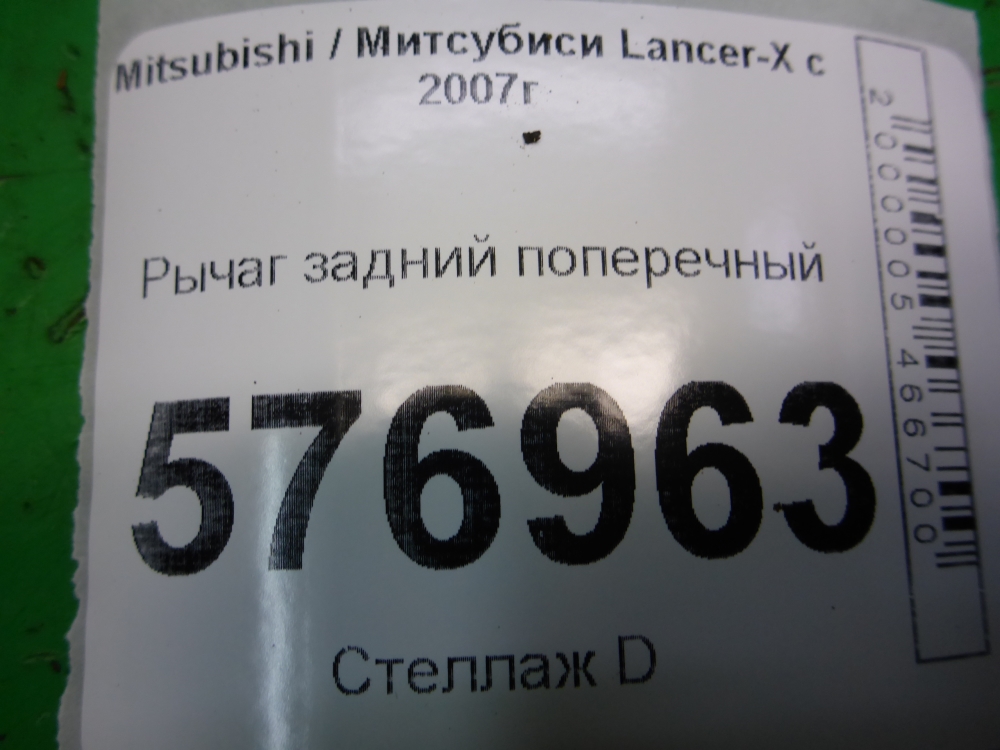 Mitsubishi / Митсубиси Lancer-X с
2007г
Рычаг задний поперечный
576963
Стеллаж D
2000005466700